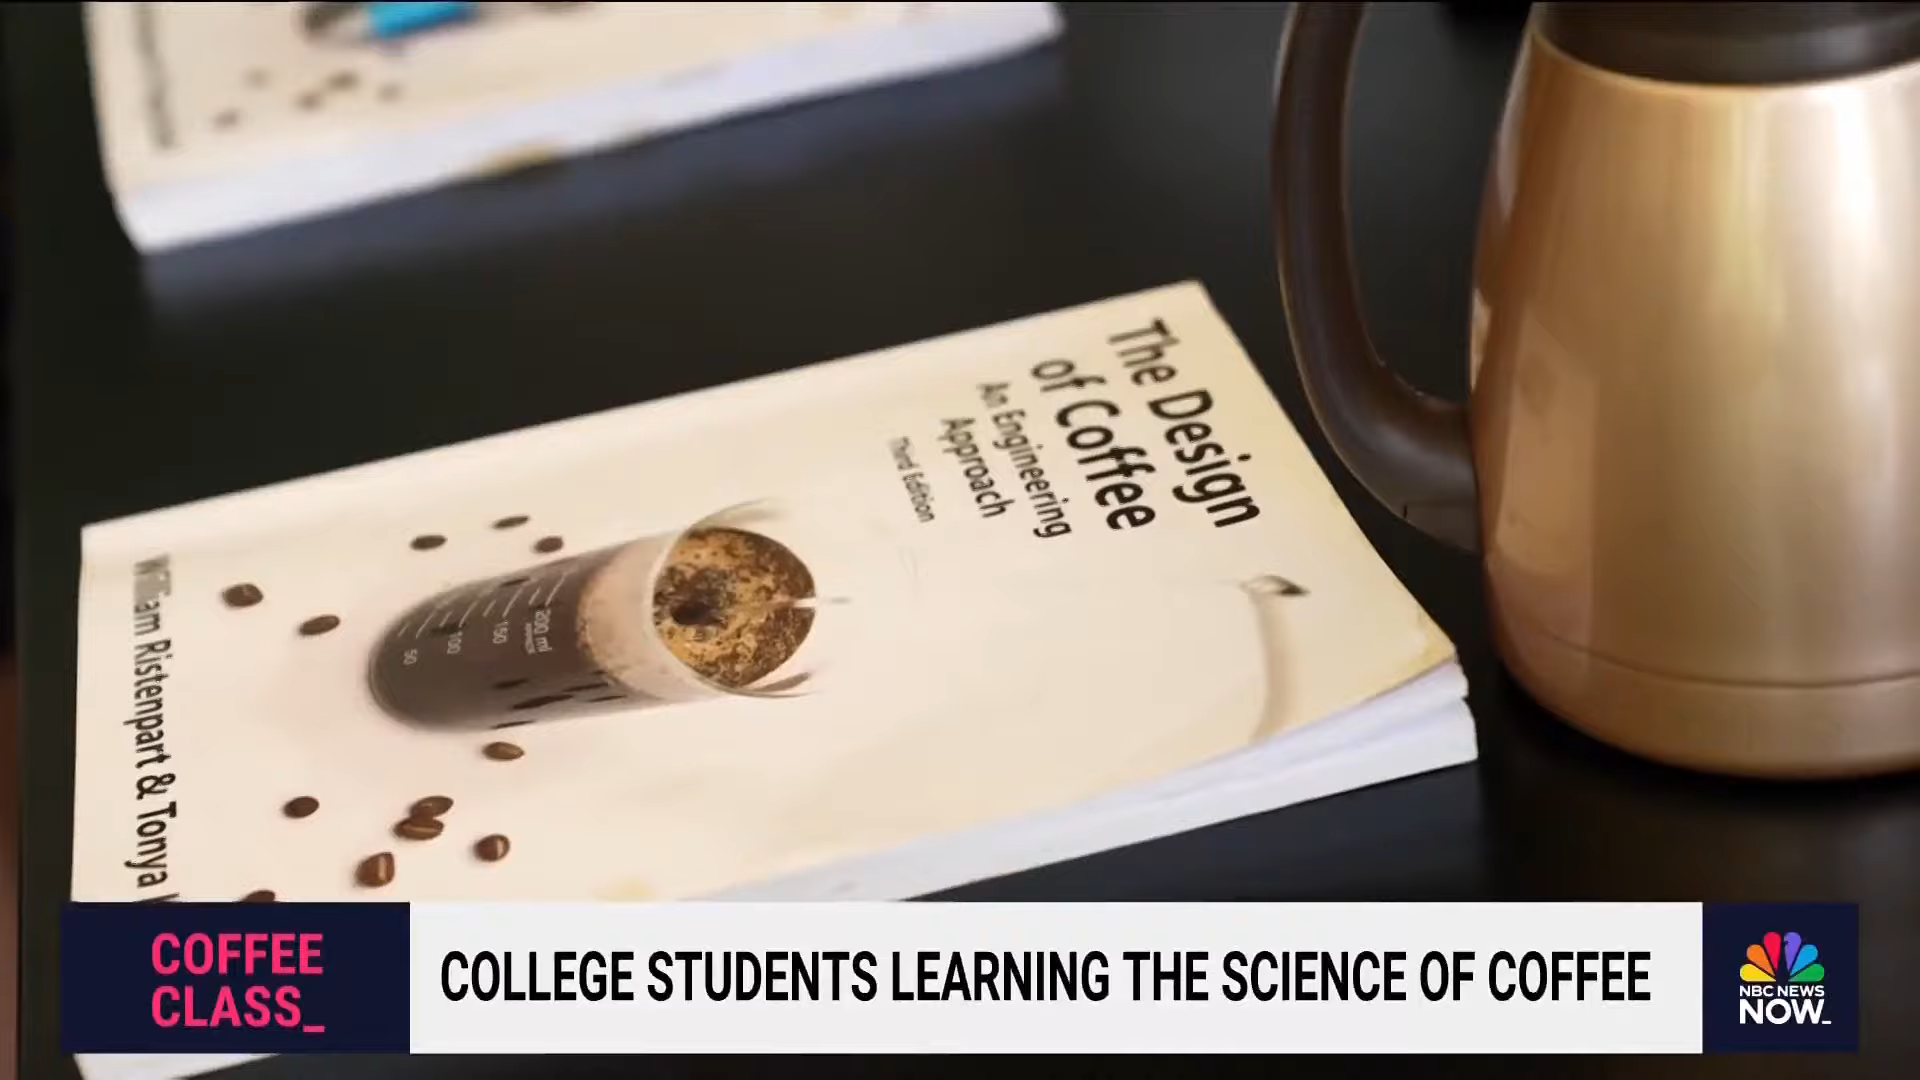 The Design
of Coffee
An Engineering
Approach
Third Edition
200 ml
150
100
50
William Ristenpart & Tonya
COFFEE
CLASS_
COLLEGE STUDENTS LEARNING THE SCIENCE OF COFFEE
NBC NEWS
NOW_